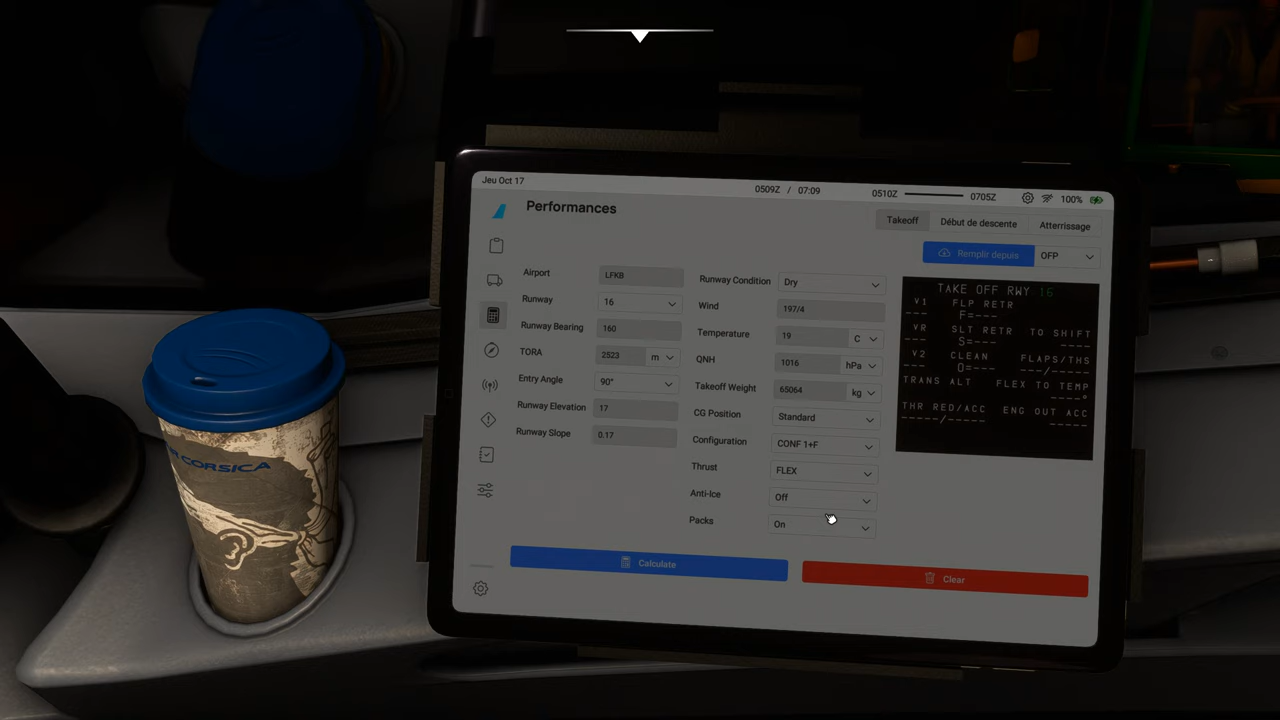 Jeu Oct 17
0509Z / 07:09
0510Z
0705Z
100%
Performances
Takeoff
Début de descente
Atterrissage
Remplir depuis
OFP
Airport
LFKB
Runway
16
Runway Bearing
160
TORA
2523
m
Entry Angle
90°
Runway Elevation
17
Runway Slope
0.17
Runway Condition
Dry
Wind
197/4
Temperature
19
C
QNH
1016
hPa
Takeoff Weight
65064
kg
CG Position
Standard
Configuration
CONF 1+F
Thrust
FLEX
Anti-Ice
Off
Packs
On
TAKE OFF RWY 16
V1 FLP RETR
--- F=---
VR SLT RETR TO SHIFT
--- S=--- ----
V2 CLEAN FLAPS/THS
--- O=--- ---/-----
TRANS ALT FLEX TO TEMP
----°
THR RED/ACC ENG OUT ACC
-----/----- -----
Calculate
Clear
CORSICA